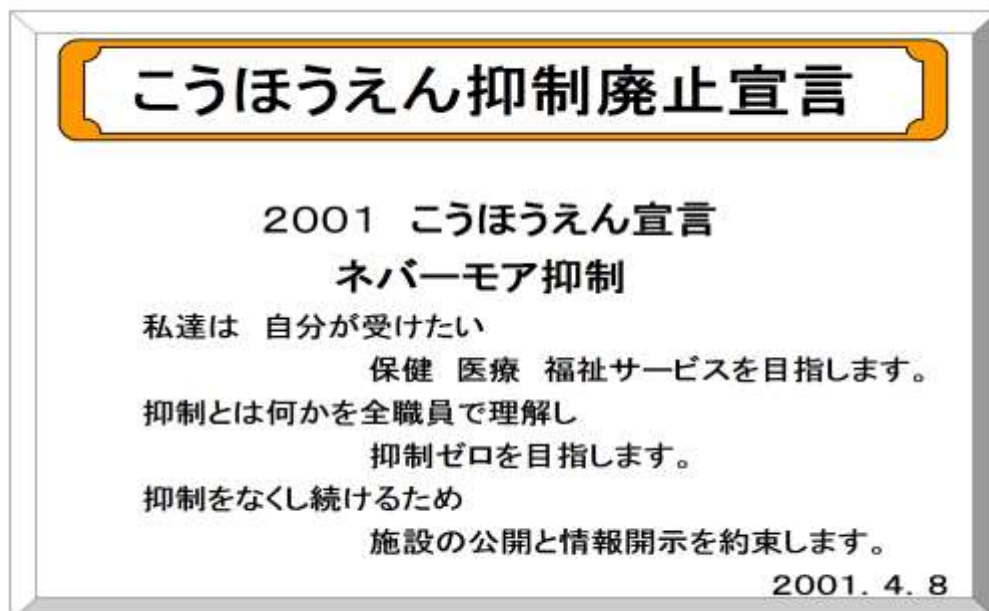 こうほうえん抑制廃止宣言
2001 こうほうえん宣言
ネバーモア抑制
私達は 自分が受けたい
保健 医療 福祉サービスを目指します。
抑制とは何かを全職員で理解し
抑制ゼロを目指します。
抑制をなくし続けるため
施設の公開と情報開示を約束します。
2001. 4. 8